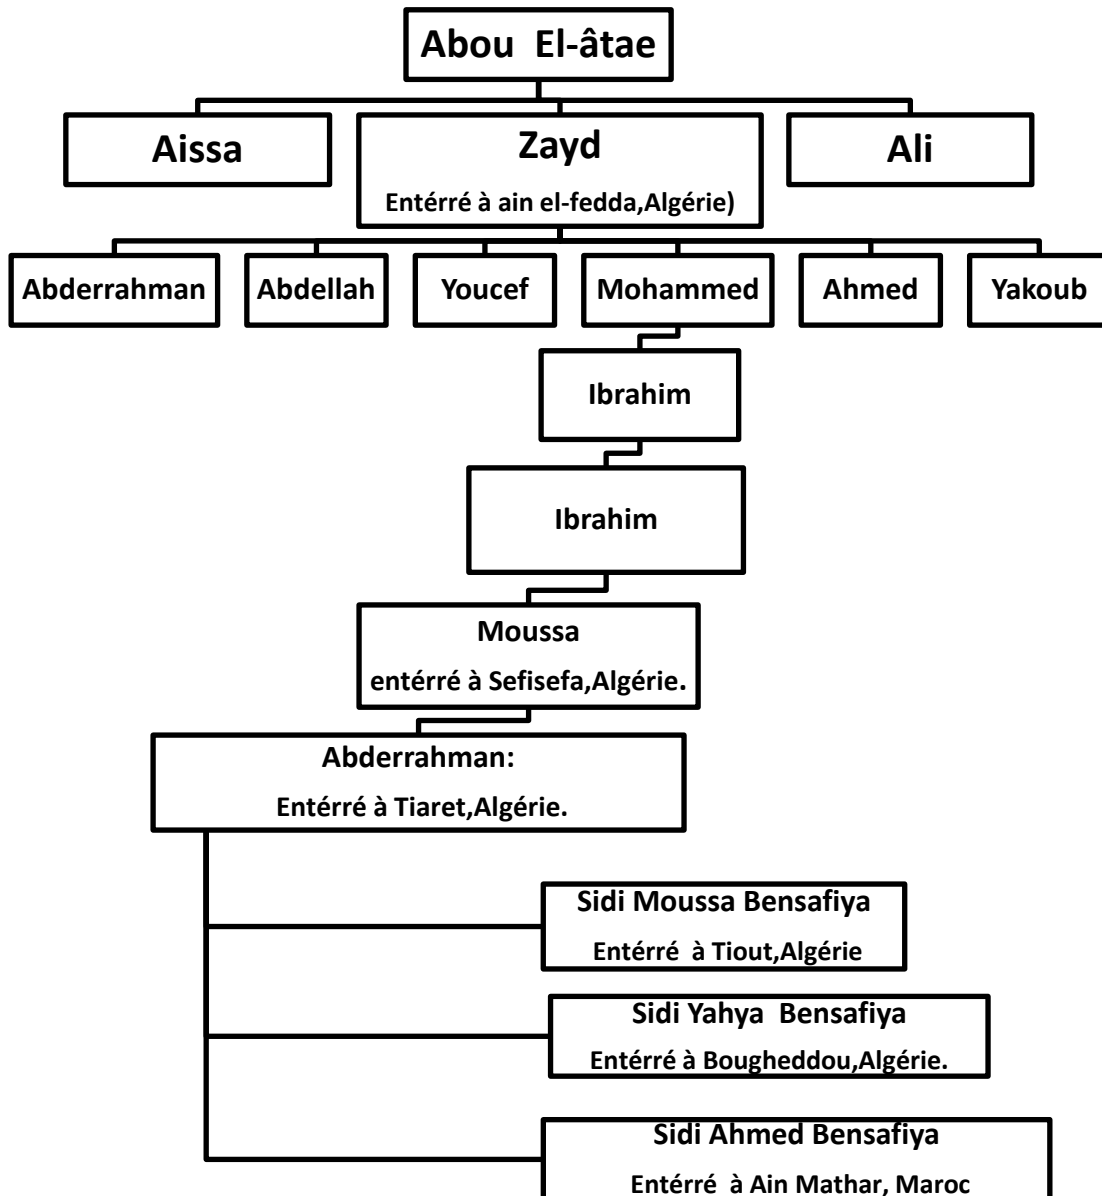 Abou El-âtae
Aissa
Zayd
Entérré à ain el-fedda,Algérie)
Ali
Abderrahman
Abdellah
Youcef
Mohammed
Ahmed
Yakoub
Ibrahim
Ibrahim
Moussa
entérré à Sefisefa,Algérie.
Abderrahman:
Entérré à Tiaret,Algérie.
Sidi Moussa Bensafiya
Entérré à Tiout,Algérie
Sidi Yahya Bensafiya
Entérré à Bougheddou,Algérie.
Sidi Ahmed Bensafiya
Entérré à Ain Mathar, Maroc